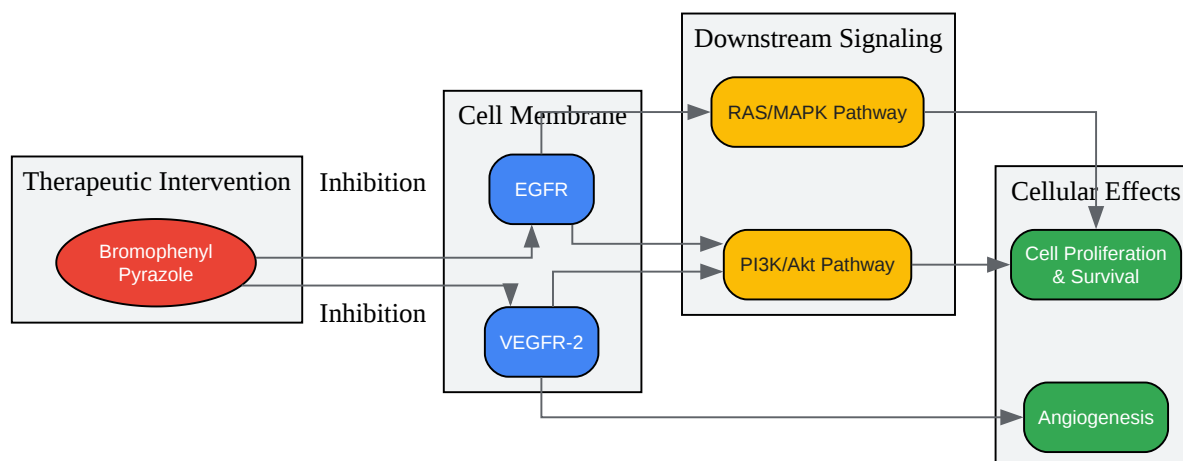 Therapeutic Intervention
Bromophenyl
Pyrazole
Inhibition
Inhibition
Cell Membrane
EGFR
VEGFR-2
Downstream Signaling
RAS/MAPK Pathway
PI3K/Akt Pathway
Cellular Effects
Cell Proliferation
& Survival
Angiogenesis